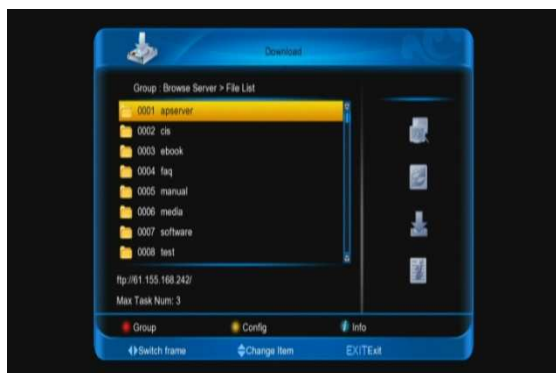 Download
Group : Browse Server > File List
0001 apserver
0002 cis
0003 ebook
0004 faq
0005 manual
0006 media
0007 software
0008 test
ftp://61.155.168.242/
Max Task Num: 3
Group Config Info
Switch frame Change Item EXIT Exit